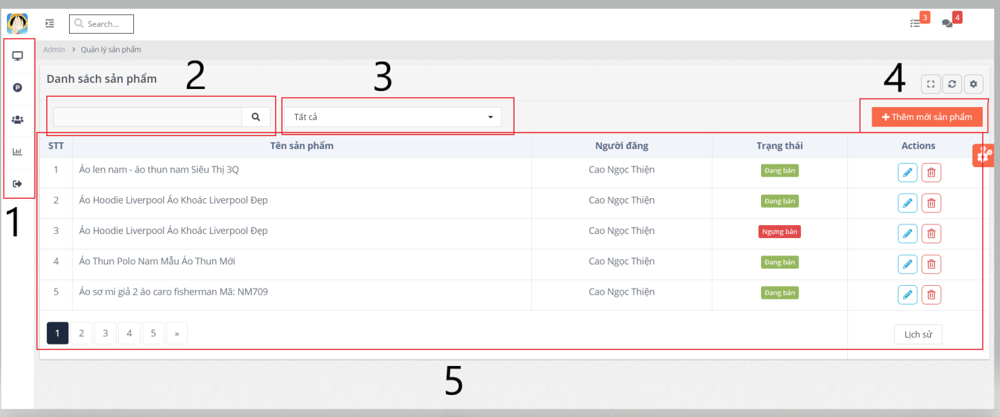 Search...
3
4
Admin > Quản lý sản phẩm
Danh sách sản phẩm
2
3
4
Tất cả
Thêm mới sản phẩm
STT Tên sản phẩm Người đăng Trạng thái Actions
1 Áo len nam - áo thun nam Siêu Thị 3Q Cao Ngọc Thiện Đang bán
2 Áo Hoodie Liverpool Áo Khoác Liverpool Đẹp Cao Ngọc Thiện Đang bán
3 Áo Hoodie Liverpool Áo Khoác Liverpool Đẹp Cao Ngọc Thiện Ngưng bán
4 Áo Thun Polo Nam Mẫu Áo Thun Mới Cao Ngọc Thiện Đang bán
5 Áo sơ mi giả 2 áo caro fisherman Mã: NM709 Cao Ngọc Thiện Đang bán
1 2 3 4 5 » Lịch sử
1
5